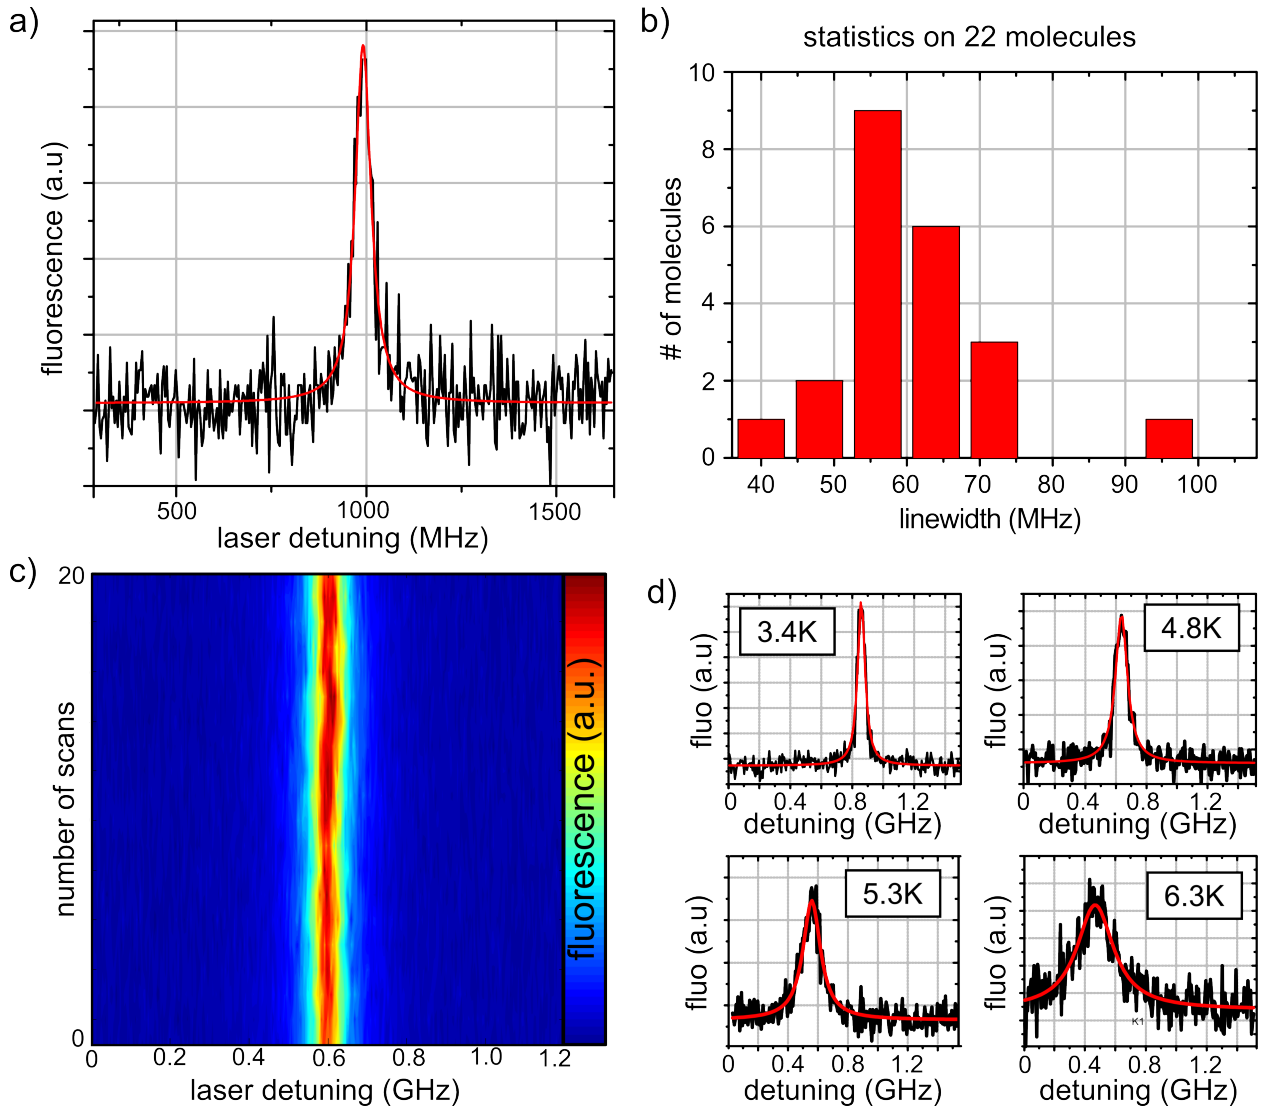 a)
fluorescence (a.u)
500
1000
1500
laser detuning (MHz)
b)
statistics on 22 molecules
# of molecules
10
8
6
4
2
0
40
50
60
70
80
90
100
linewidth (MHz)
c)
number of scans
20
0
0
0.2
0.4
0.6
0.8
1.0
1.2
laser detuning (GHz)
fluorescence (a.u.)
d)
3.4K
fluo (a.u)
0
0.4
0.8
1.2
detuning (GHz)
4.8K
fluo (a.u)
0
0.4
0.8
1.2
detuning (GHz)
5.3K
fluo (a.u)
0
0.4
0.8
1.2
detuning (GHz)
6.3K
fluo (a.u)
K1
0
0.4
0.8
1.2
detuning (GHz)